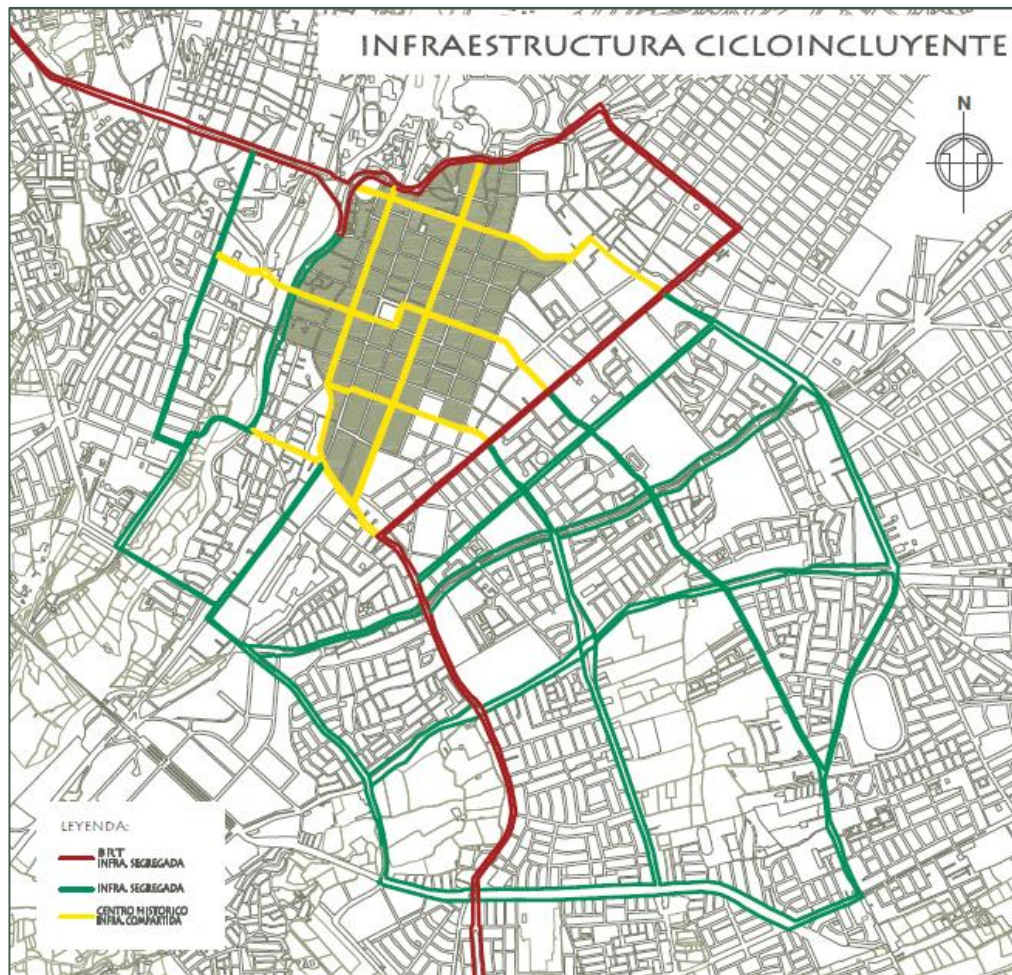 INFRAESTRUCTURA CICLOINCLUYENTE
N
LEYENDA:
BRT
INFRA. SEGREGADA
INFRA. SEGREGADA
CENTRO HISTORICO
INFRA. COMPARTIDA